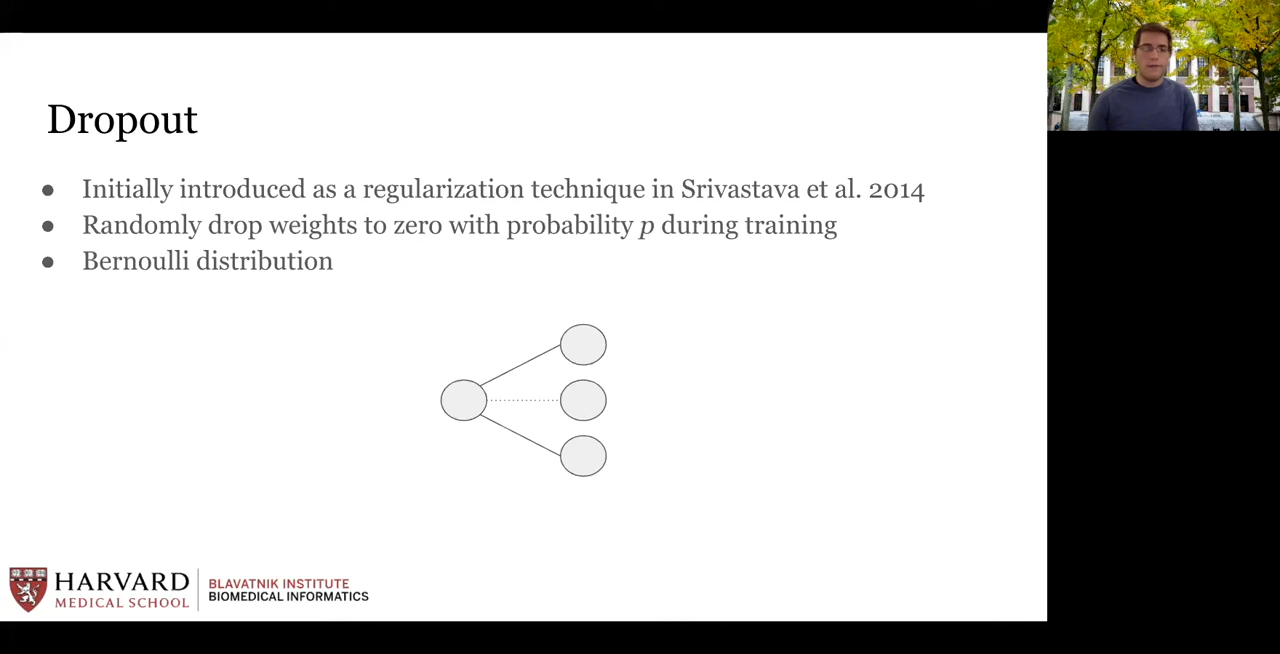 Dropout
● Initially introduced as a regularization technique in Srivastava et al. 2014
● Randomly drop weights to zero with probability p during training
● Bernoulli distribution
HARVARD
MEDICAL SCHOOL
BLAVATNIK INSTITUTE
BIOMEDICAL INFORMATICS